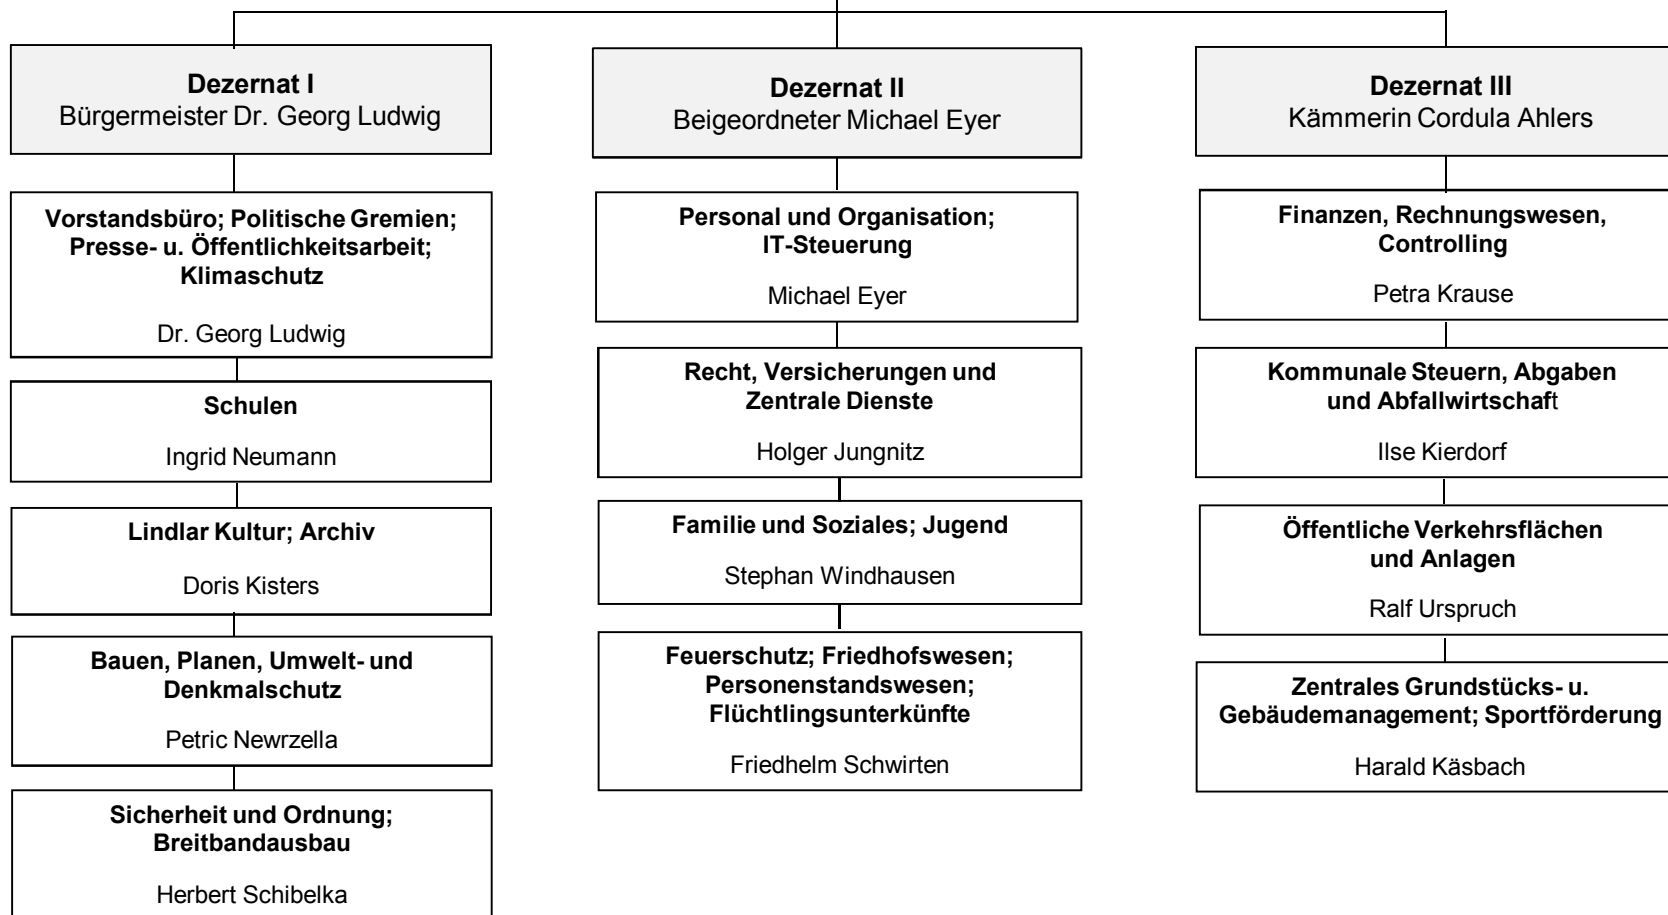 Dezernat I
Bürgermeister Dr. Georg Ludwig
Vorstandsbüro; Politische Gremien;
Presse- u. Öffentlichkeitsarbeit;
Klimaschutz
Dr. Georg Ludwig
Schulen
Ingrid Neumann
Lindlar Kultur; Archiv
Doris Kisters
Bauen, Planen, Umwelt- und
Denkmalschutz
Petric Newrzella
Sicherheit und Ordnung;
Breitbandausbau
Herbert Schibelka
Dezernat II
Beigeordneter Michael Eyer
Personal und Organisation;
IT-Steuerung
Michael Eyer
Recht, Versicherungen und
Zentrale Dienste
Holger Jungnitz
Familie und Soziales; Jugend
Stephan Windhausen
Feuerschutz; Friedhofswesen;
Personenstandswesen;
Flüchtlingsunterkünfte
Friedhelm Schwirten
Dezernat III
Kämmerin Cordula Ahlers
Finanzen, Rechnungswesen,
Controlling
Petra Krause
Kommunale Steuern, Abgaben
und Abfallwirtschaft
Ilse Kierdorf
Öffentliche Verkehrsflächen
und Anlagen
Ralf Urspruch
Zentrales Grundstücks- u.
Gebäudemanagement; Sportförderung
Harald Käsbach